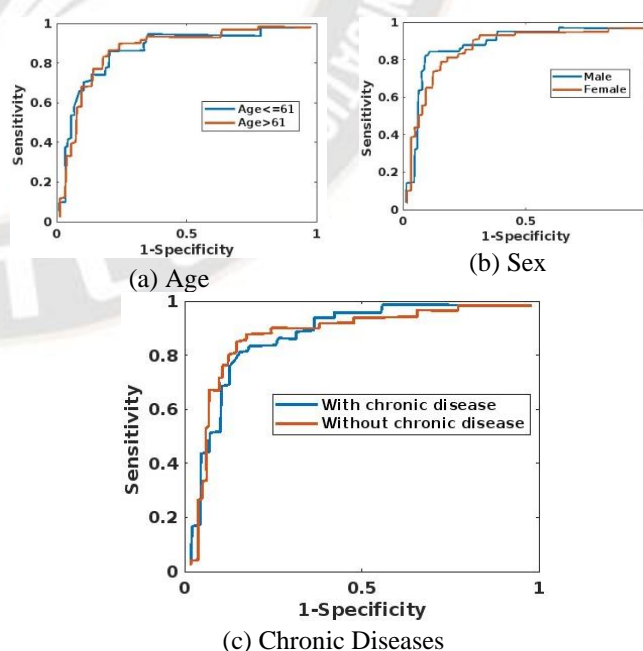 1
0.8
0.6
0.4
0.2
0
Sensitivity
Age<=61
Age>61
0
0.5
1
1-Specificity
(a) Age
1
0.8
0.6
0.4
0.2
0
Sensitivity
Male
Female
0.5
1-Specificity
(b) Sex
1
0.8
0.6
0.4
0.2
0
Sensitivity
With chronic disease
Without chronic disease
0
0.5
1
1-Specificity
(c) Chronic Diseases